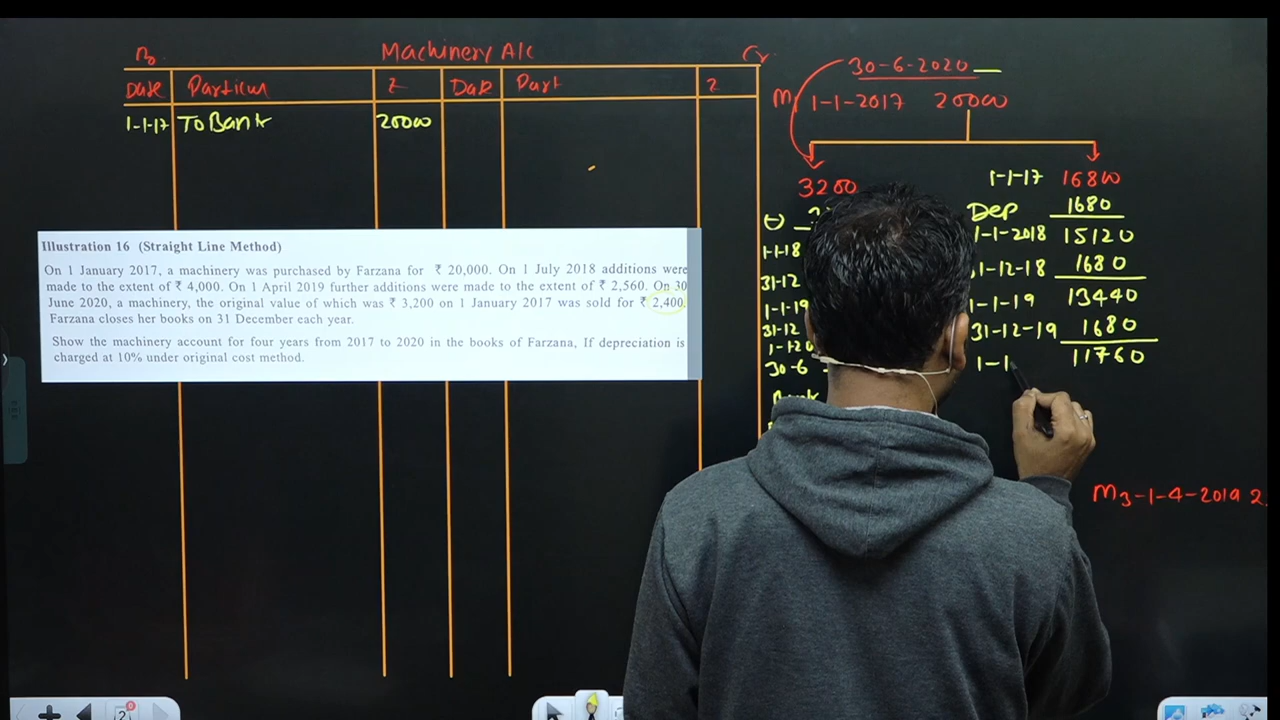 Dr. Machinery A/c Cr.
Date Particu ₹ Date Part ₹
1-1-17 To Bank 20000
Illustration 16 (Straight Line Method)
On 1 January 2017, a machinery was purchased by Farzana for ₹ 20,000. On 1 July 2018 additions were
made to the extent of ₹ 4,000. On 1 April 2019 further additions were made to the extent of ₹ 2,560. On 30
June 2020, a machinery, the original value of which was ₹ 3,200 on 1 January 2017 was sold for ₹ 2,400.
Farzana closes her books on 31 December each year.
Show the machinery account for four years from 2017 to 2020 in the books of Farzana, If depreciation is
charged at 10% under original cost method.
30-6-2020
M 1-1-2017 20000
3200
(-)
1-1-18
31-12
1-1-19
31-12
1-1-20
30-6
Bank
1-1-17 16800
Dep 1680
1-1-2018 15120
31-12-18 1680
1-1-19 13440
31-12-19 1680
1-1 11760
M3-1-4-2019 2
2